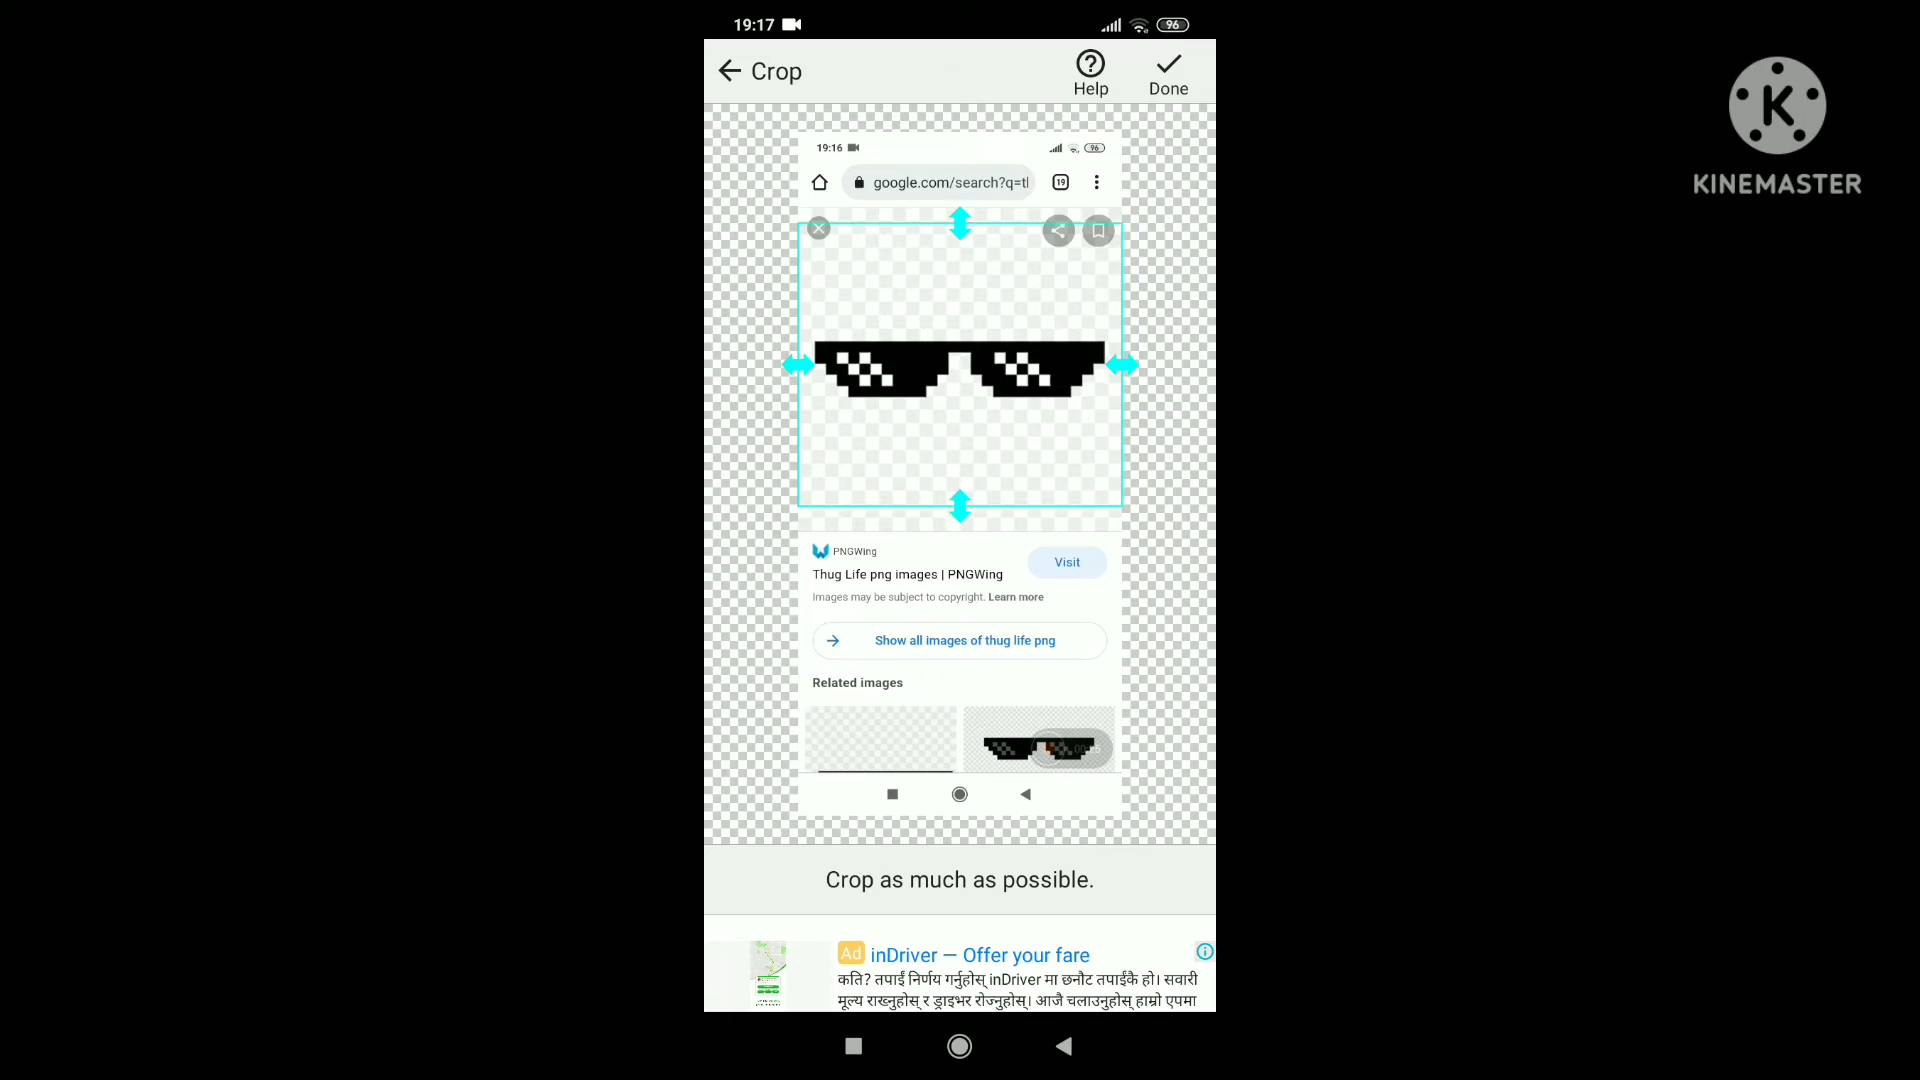 19:17
96
Crop
Help
Done
K
KINEMASTER
19:16
96
google.com/search?q=tl
19
PNGWing
Visit
Thug Life png images | PNGWing
Images may be subject to copyright. Learn more
Show all images of thug life png
Related images
Crop as much as possible.
Ad inDriver — Offer your fare
कति? तपाईं निर्णय गर्नुहोस् inDriver मा छनौट तपाईंकै हो। सवारी
मूल्य राख्नुहोस् र ड्राइभर रोज्नुहोस्। आजै चलाउनुहोस् हाम्रो एपमा